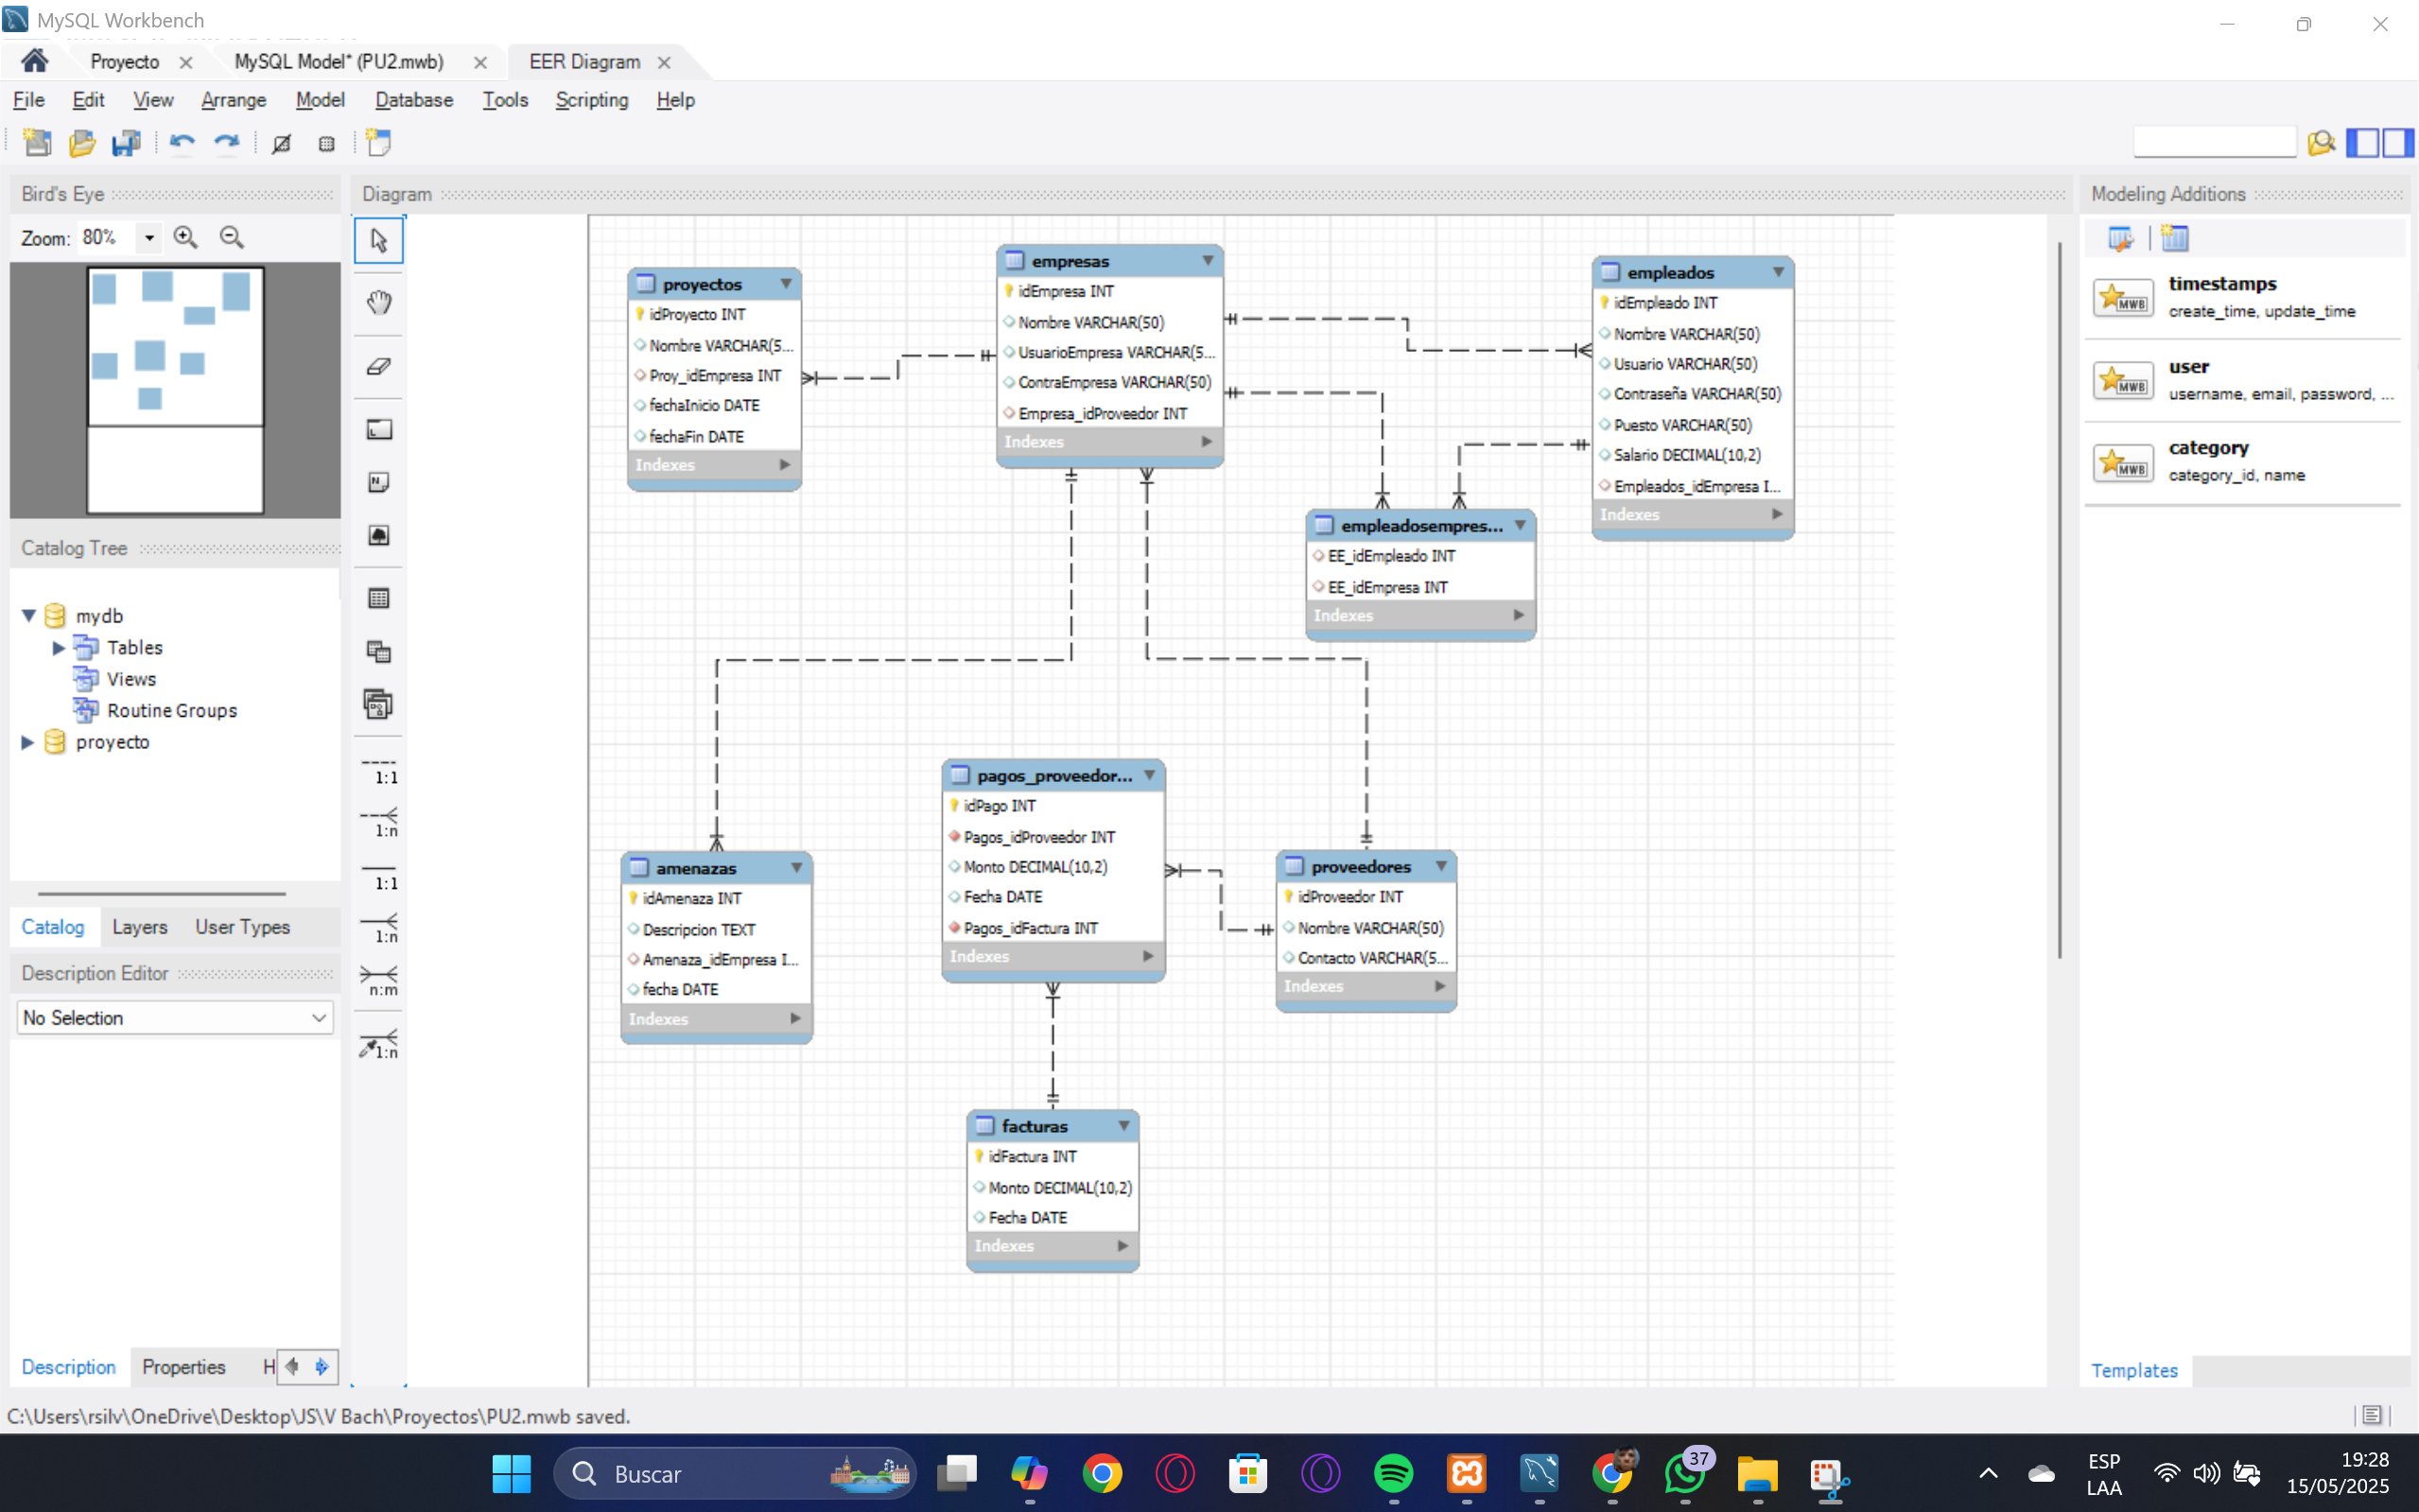 MySQL Workbench
Proyecto
MySQL Model* (PU2.mwb)
EER Diagram
File Edit View Arrange Model Database Tools Scripting Help
Bird's Eye
Zoom: 80%
Catalog Tree
mydb
Tables
Views
Routine Groups
proyecto
Catalog Layers User Types
Description Editor
No Selection
Description Properties H
Diagram
1:1
1:n
1:1
1:n
n:m
1:n
proyectos
idProyecto INT
Nombre VARCHAR(5...
Proy_idEmpresa INT
fechaInicio DATE
fechaFin DATE
Indexes
empresas
idEmpresa INT
Nombre VARCHAR(50)
UsuarioEmpresa VARCHAR(5...
ContraEmpresa VARCHAR(50)
Empresa_idProveedor INT
Indexes
empleados
idEmpleado INT
Nombre VARCHAR(50)
Usuario VARCHAR(50)
Contraseña VARCHAR(50)
Puesto VARCHAR(50)
Salario DECIMAL(10,2)
Empleados_idEmpresa I...
Indexes
empleadosempres...
EE_idEmpleado INT
EE_idEmpresa INT
Indexes
pagos_proveedor...
idPago INT
Pagos_idProveedor INT
Monto DECIMAL(10,2)
Fecha DATE
Pagos_idFactura INT
Indexes
amenazas
idAmenaza INT
Descripcion TEXT
Amenaza_idEmpresa I...
fecha DATE
Indexes
proveedores
idProveedor INT
Nombre VARCHAR(50)
Contacto VARCHAR(5...
Indexes
facturas
idFactura INT
Monto DECIMAL(10,2)
Fecha DATE
Indexes
Modeling Additions
MWB
timestamps
create_time, update_time
MWB
user
username, email, password, ...
MWB
category
category_id, name
Templates
C:\Users\rsilv\OneDrive\Desktop\JS\V Bach\Proyectos\PU2.mwb saved.
Buscar
37
ESP
LAA
19:28
15/05/2025